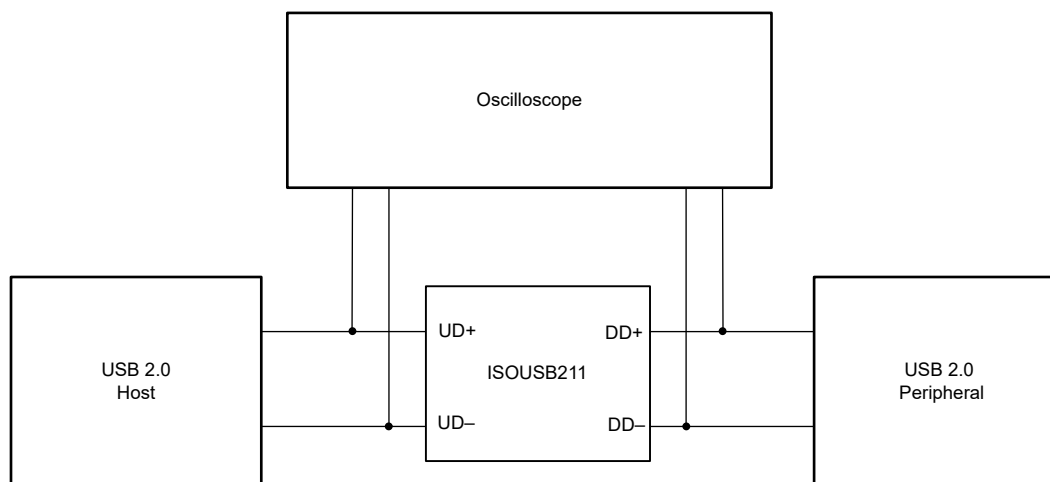 Oscilloscope
USB 2.0
Host
UD+
UD–
ISOUSB211
DD+
DD–
USB 2.0
Peripheral